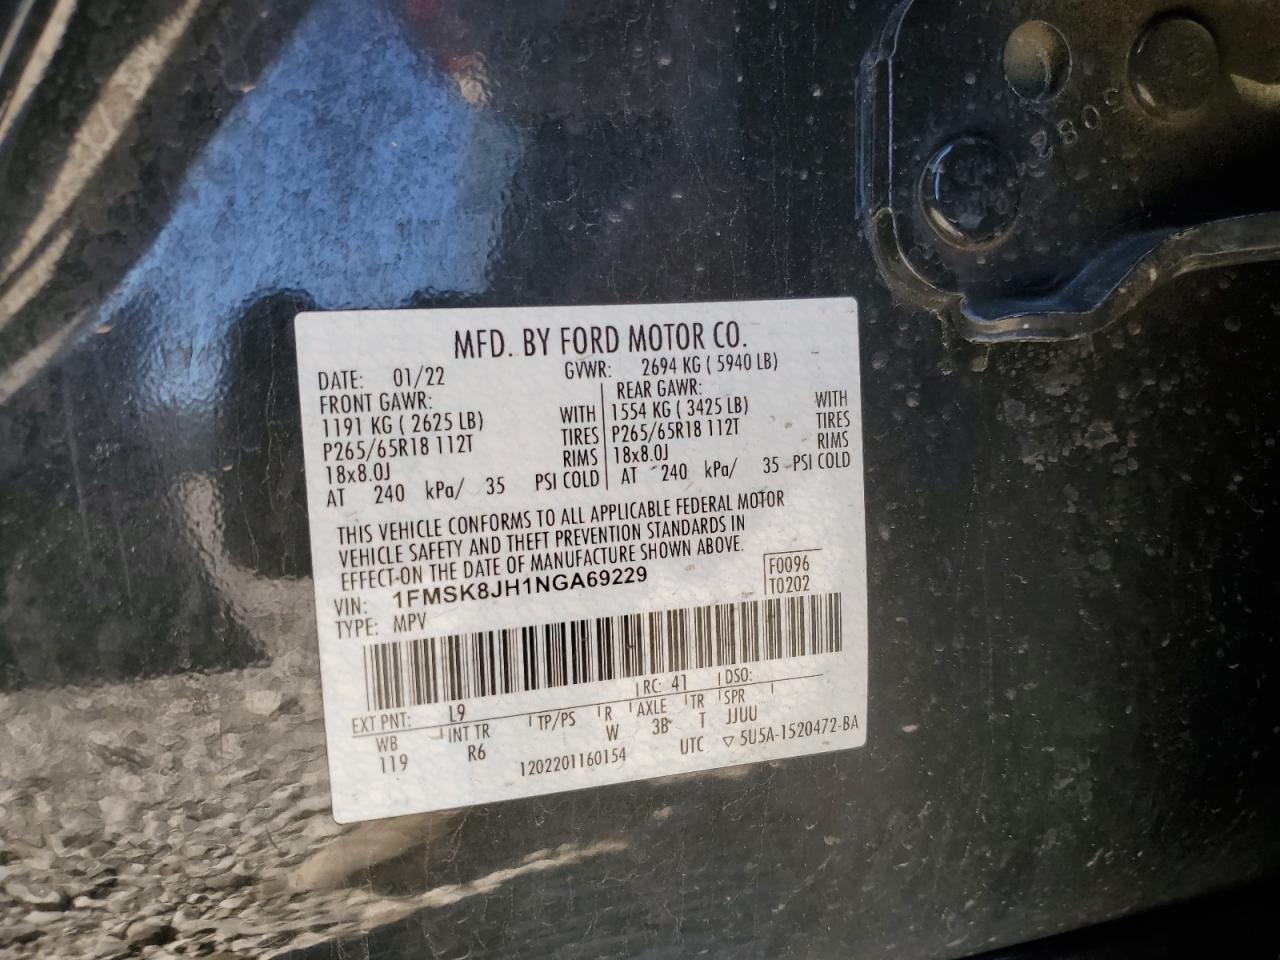 3082
MFD. BY FORD MOTOR CO.
DATE: 01/22 GVWR: 2694 KG ( 5940 LB)
FRONT GAWR: REAR GAWR:
1191 KG ( 2625 LB) WITH 1554 KG ( 3425 LB) WITH
P265/65R18 112T TIRES P265/65R18 112T TIRES
18x8.0J RIMS 18x8.0J RIMS
AT 240 kPa/ 35 PSI COLD AT 240 kPa/ 35 PSI COLD
THIS VEHICLE CONFORMS TO ALL APPLICABLE FEDERAL MOTOR
VEHICLE SAFETY AND THEFT PREVENTION STANDARDS IN
EFFECT ON THE DATE OF MANUFACTURE SHOWN ABOVE.
VIN: 1FMSK8JH1NGA69229 F0096
TYPE: MPV T0202
RC: 41 DSO:
EXT PNT: L9
WB INT TR TP/PS R AXLE TR SPR
119 R6 W 3B T JJUU
1202201160154 UTC ▽ 5U5A-1520472-BA